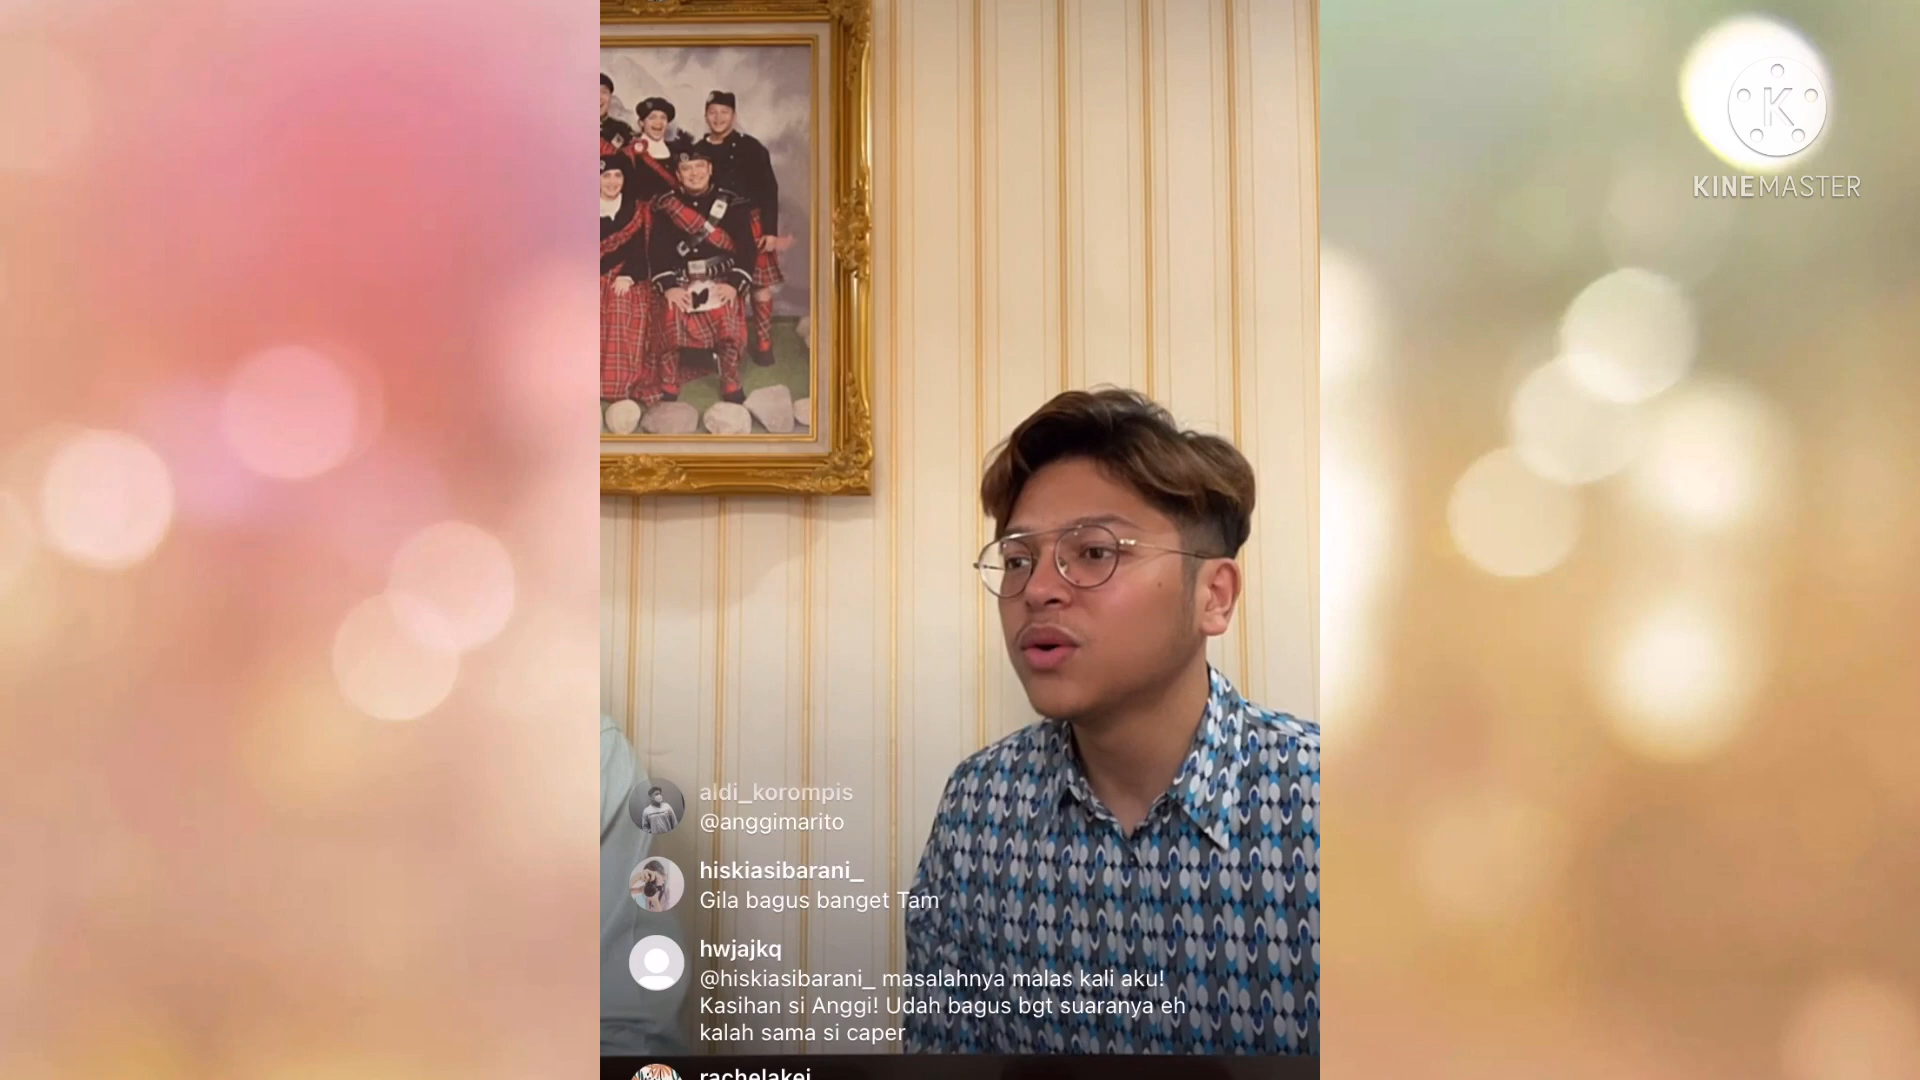 K
KINEMASTER
aldi_korompis
@anggimarito
hiskiasibarani_
Gila bagus banget Tam
hwjajkq
@hiskiasibarani_ masalahnya malas kali aku!
Kasihan si Anggi! Udah bagus bgt suaranya eh
kalah sama si caper
rachelakei